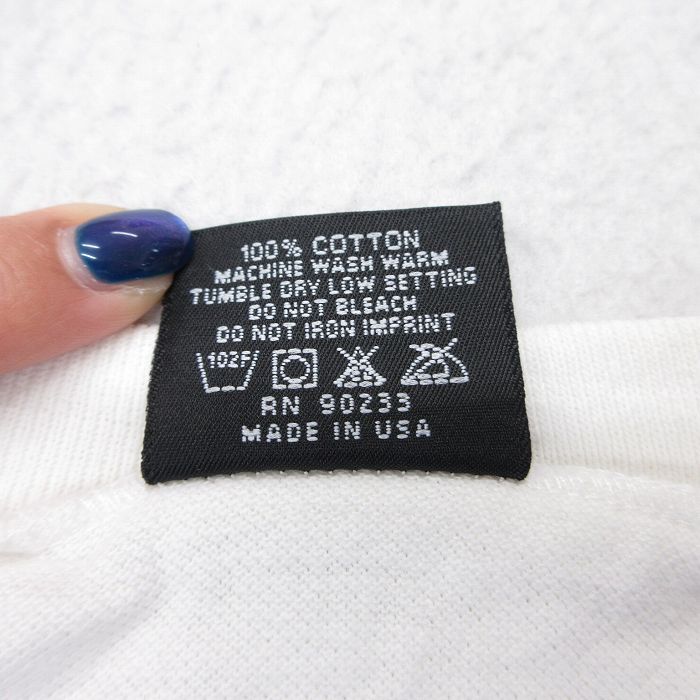 100% COTTON
MACHINE WASH WARM
TUMBLE DRY LOW SETTING
DO NOT BLEACH
DO NOT IRON IMPRINT
102F
RN 90233
MADE IN USA